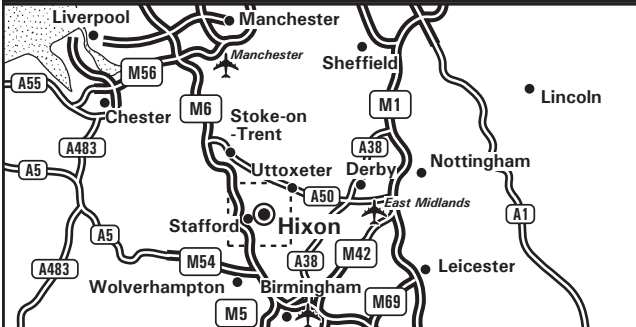 Liverpool
Manchester
Manchester
Sheffield
M56
A55
M6
M1
Lincoln
Chester
Stoke-on
-Trent
A483
A38
Nottingham
A5
Uttoxeter
Derby
A50
East Midlands
A1
Stafford
Hixon
A5
M54
A38
M42
A483
Leicester
Wolverhampton
Birmingham
M69
M5